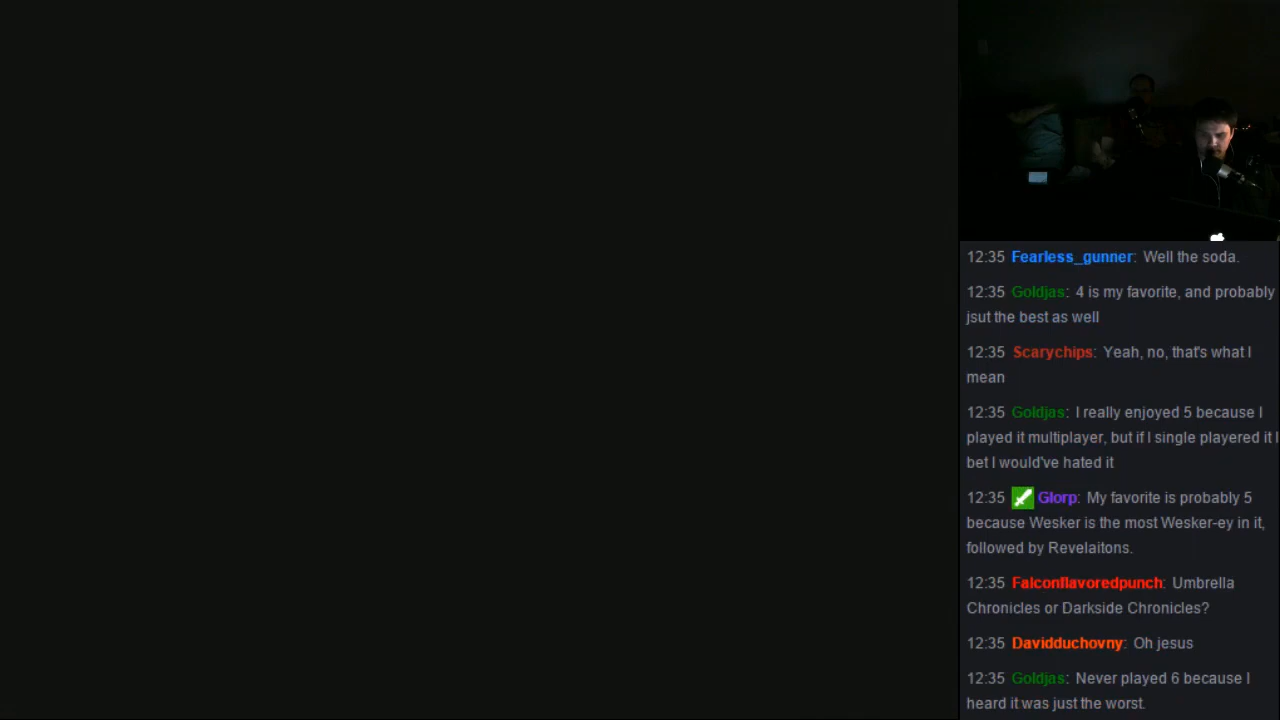 12:35 Fearless_gunner: Well the soda.
12:35 Goldjas: 4 is my favorite, and probably
jsut the best as well
12:35 Scarychips: Yeah, no, that's what I
mean
12:35 Goldjas: I really enjoyed 5 because I
played it multiplayer, but if I single playered it I
bet I would've hated it
12:35 Glorp: My favorite is probably 5
because Wesker is the most Wesker-ey in it,
followed by Revelaitons.
12:35 Falconflavoredpunch: Umbrella
Chronicles or Darkside Chronicles?
12:35 Davidduchovny: Oh jesus
12:35 Goldjas: Never played 6 because I
heard it was just the worst.